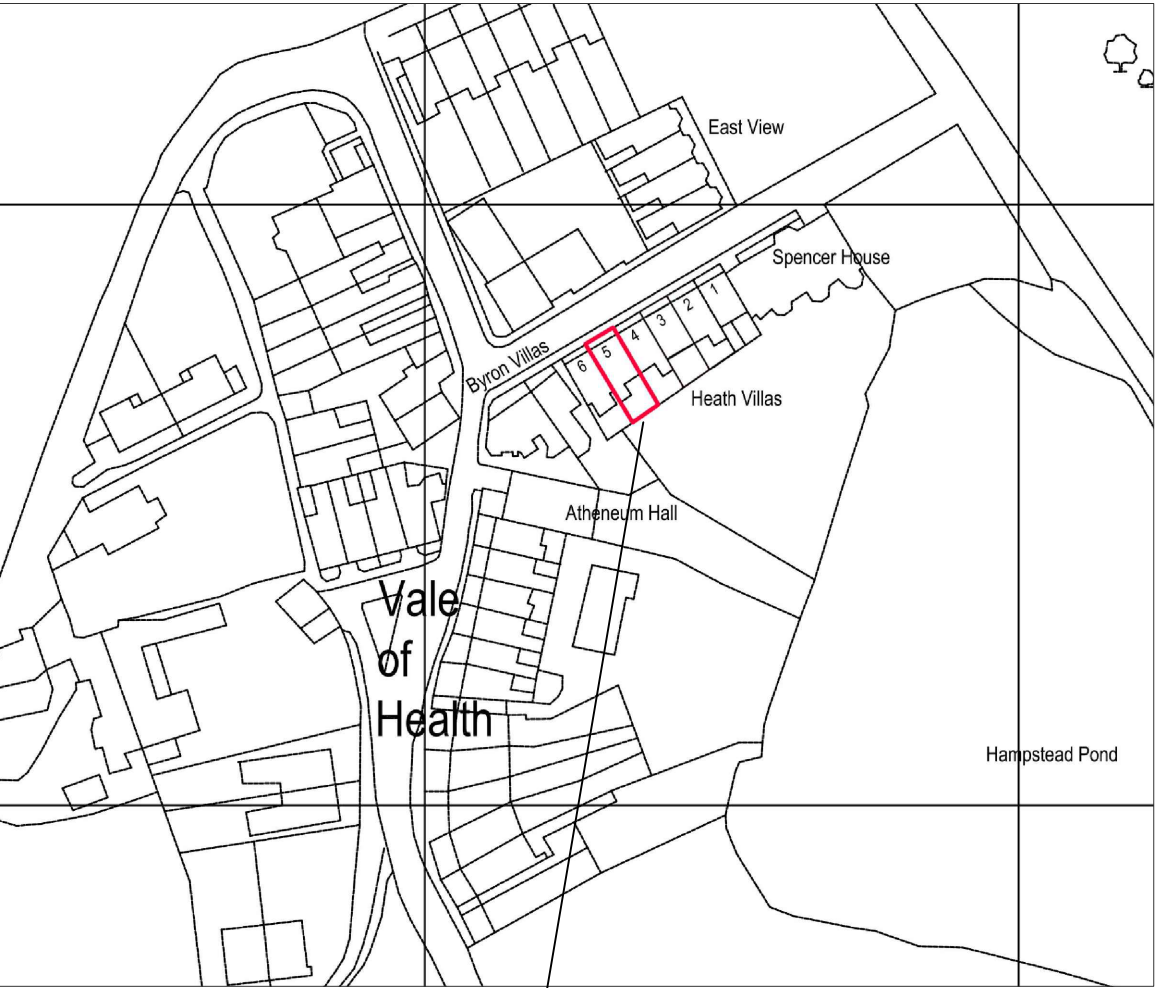 East View
Spencer House
1
2
3
4
5
6
Byron Villas
Heath Villas
Atheneum Hall
Vale
of
Health
Hampstead Pond